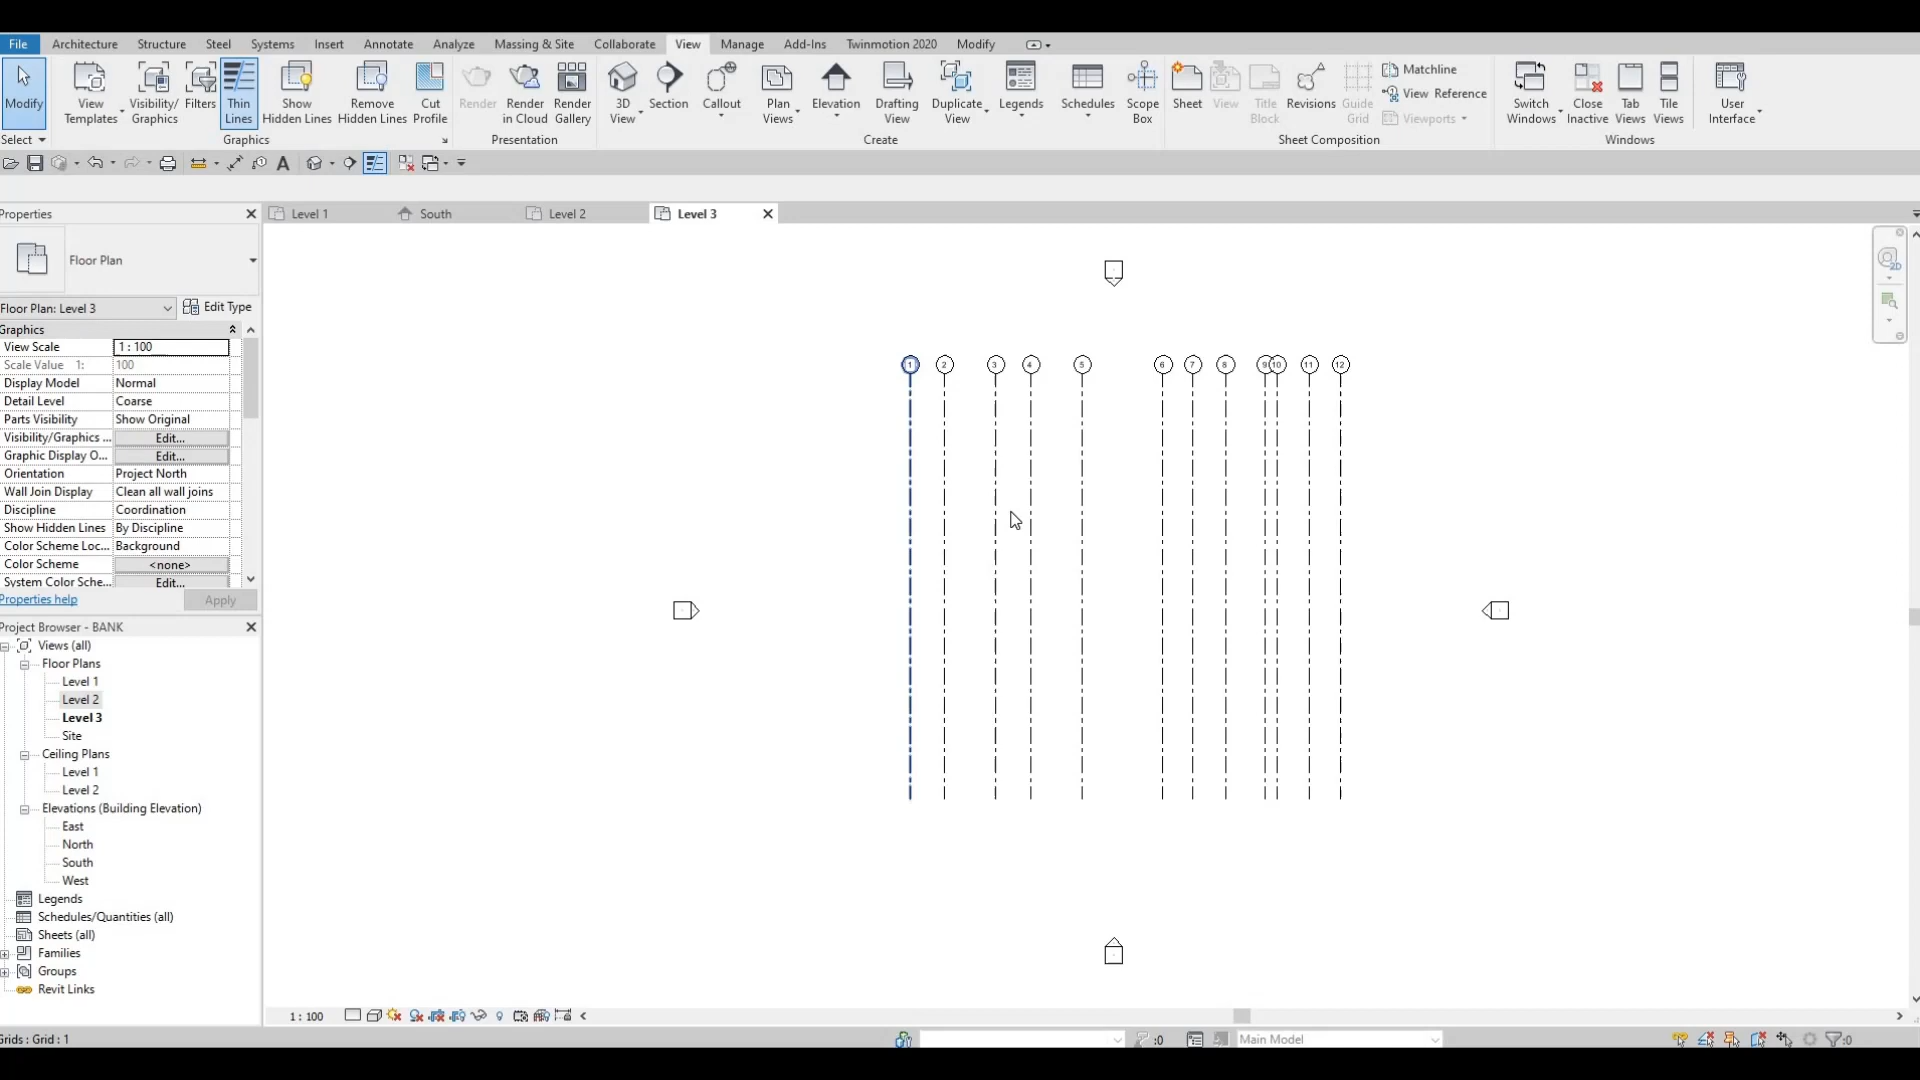 File Architecture Structure Steel Systems Insert Annotate Analyze Massing & Site Collaborate View Manage Add-Ins Twinmotion 2020 Modify
Modify
View Templates
Visibility/ Graphics
Filters
Thin Lines
Show Hidden Lines
Remove Hidden Lines
Cut Profile
Render
Render in Cloud
Render Gallery
3D View
Section
Callout
Plan Views
Elevation
Drafting View
Duplicate View
Legends
Schedules
Scope Box
Sheet
View
Title Block
Revisions
Guide Grid
Matchline
View Reference
Viewports
Switch Windows
Close Inactive
Tab Views
Tile Views
User Interface
Select Graphics Presentation Create Sheet Composition Windows
A
Properties
Level 1 South Level 2 Level 3
Floor Plan
Floor Plan: Level 3 Edit Type
Graphics
View Scale 1 : 100
Scale Value 1: 100
Display Model Normal
Detail Level Coarse
Parts Visibility Show Original
Visibility/Graphics ... Edit...
Graphic Display O... Edit...
Orientation Project North
Wall Join Display Clean all wall joins
Discipline Coordination
Show Hidden Lines By Discipline
Color Scheme Loc... Background
Color Scheme <none>
System Color Sche... Edit...
Properties help Apply
Project Browser - BANK
Views (all)
Floor Plans
Level 1
Level 2
Level 3
Site
Ceiling Plans
Level 1
Level 2
Elevations (Building Elevation)
East
North
South
West
Legends
Schedules/Quantities (all)
Sheets (all)
Families
Groups
Revit Links
1 2 3 4 5 6 7 8 9 10 11 12
2D
1 : 100
Grids : Grid : 1
:0
Main Model
:0